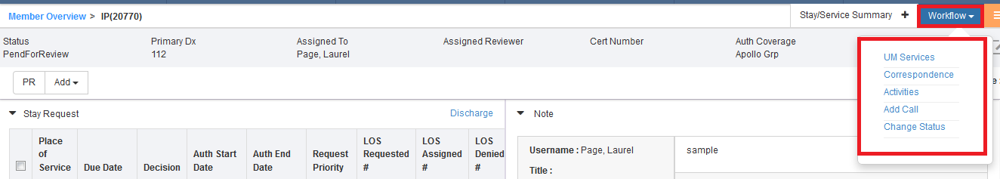 Member Overview > IP(20770)
Stay/Service Summary +
Workflow
Status
Primary Dx
Assigned To
Assigned Reviewer
Cert Number
Auth Coverage
PendForReview
112
Page, Laurel
Apollo Grp
UM Services
Correspondence
Activities
Add Call
Change Status
PR
Add
Stay Request
Discharge
Note
Place of Service
Due Date
Decision
Auth Start Date
Auth End Date
Request Priority
LOS Requested #
LOS Assigned #
LOS Denied #
Username : Page, Laurel
sample
Title :